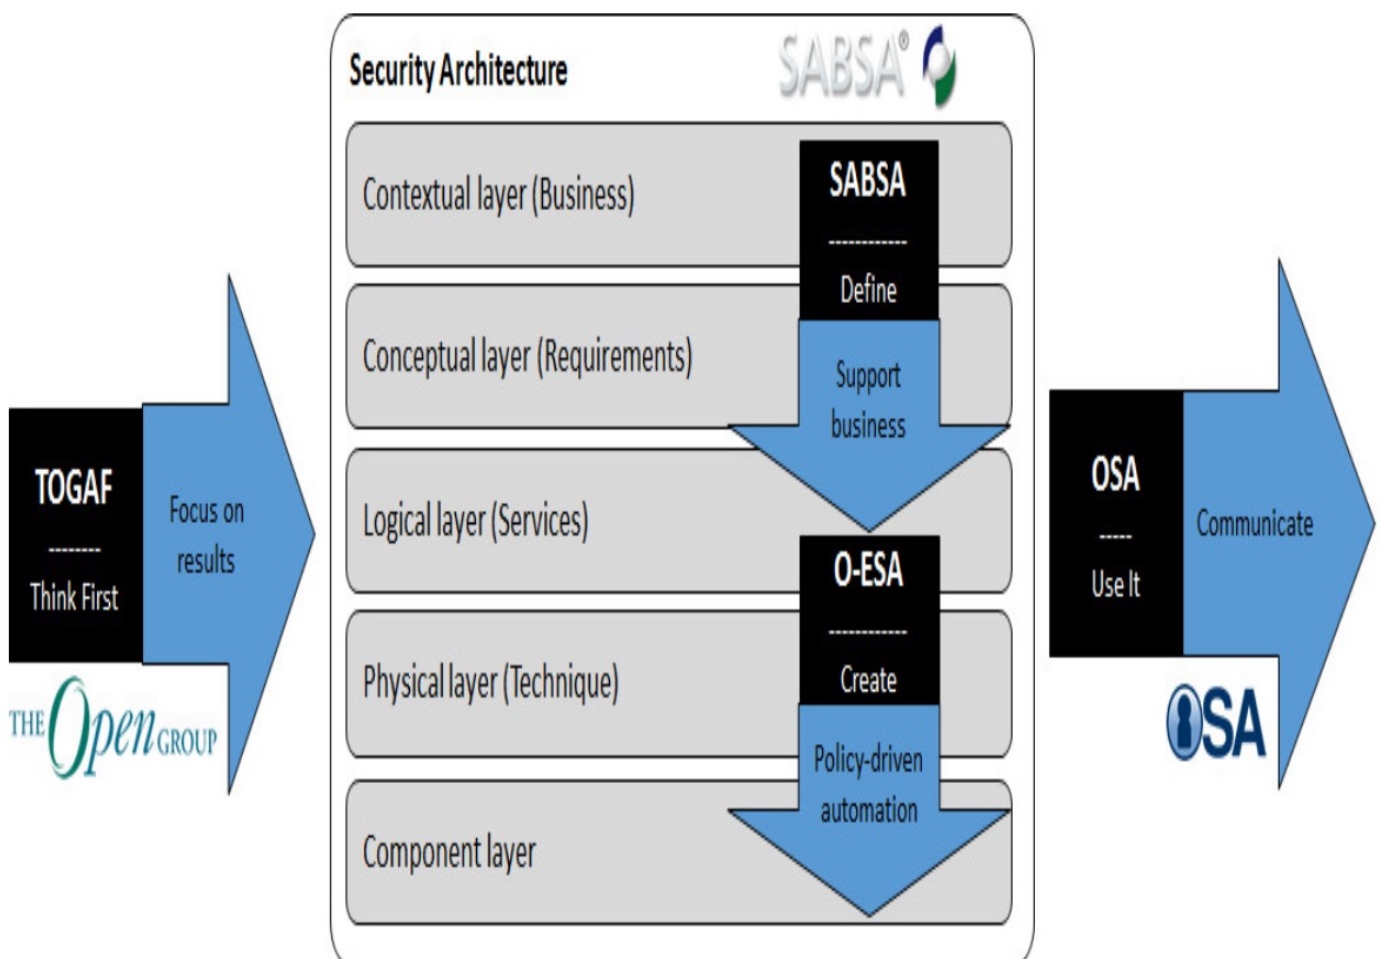 Security Architecture
SABSA®
Contextual layer (Business)
SABSA
------------
Define
Conceptual layer (Requirements)
Support
business
TOGAF
--------
Think First
Focus on
results
THE Open GROUP
Logical layer (Services)
O-ESA
------------
Create
Physical layer (Technique)
Policy-driven
automation
Component layer
OSA
-----
Use It
Communicate
OSA